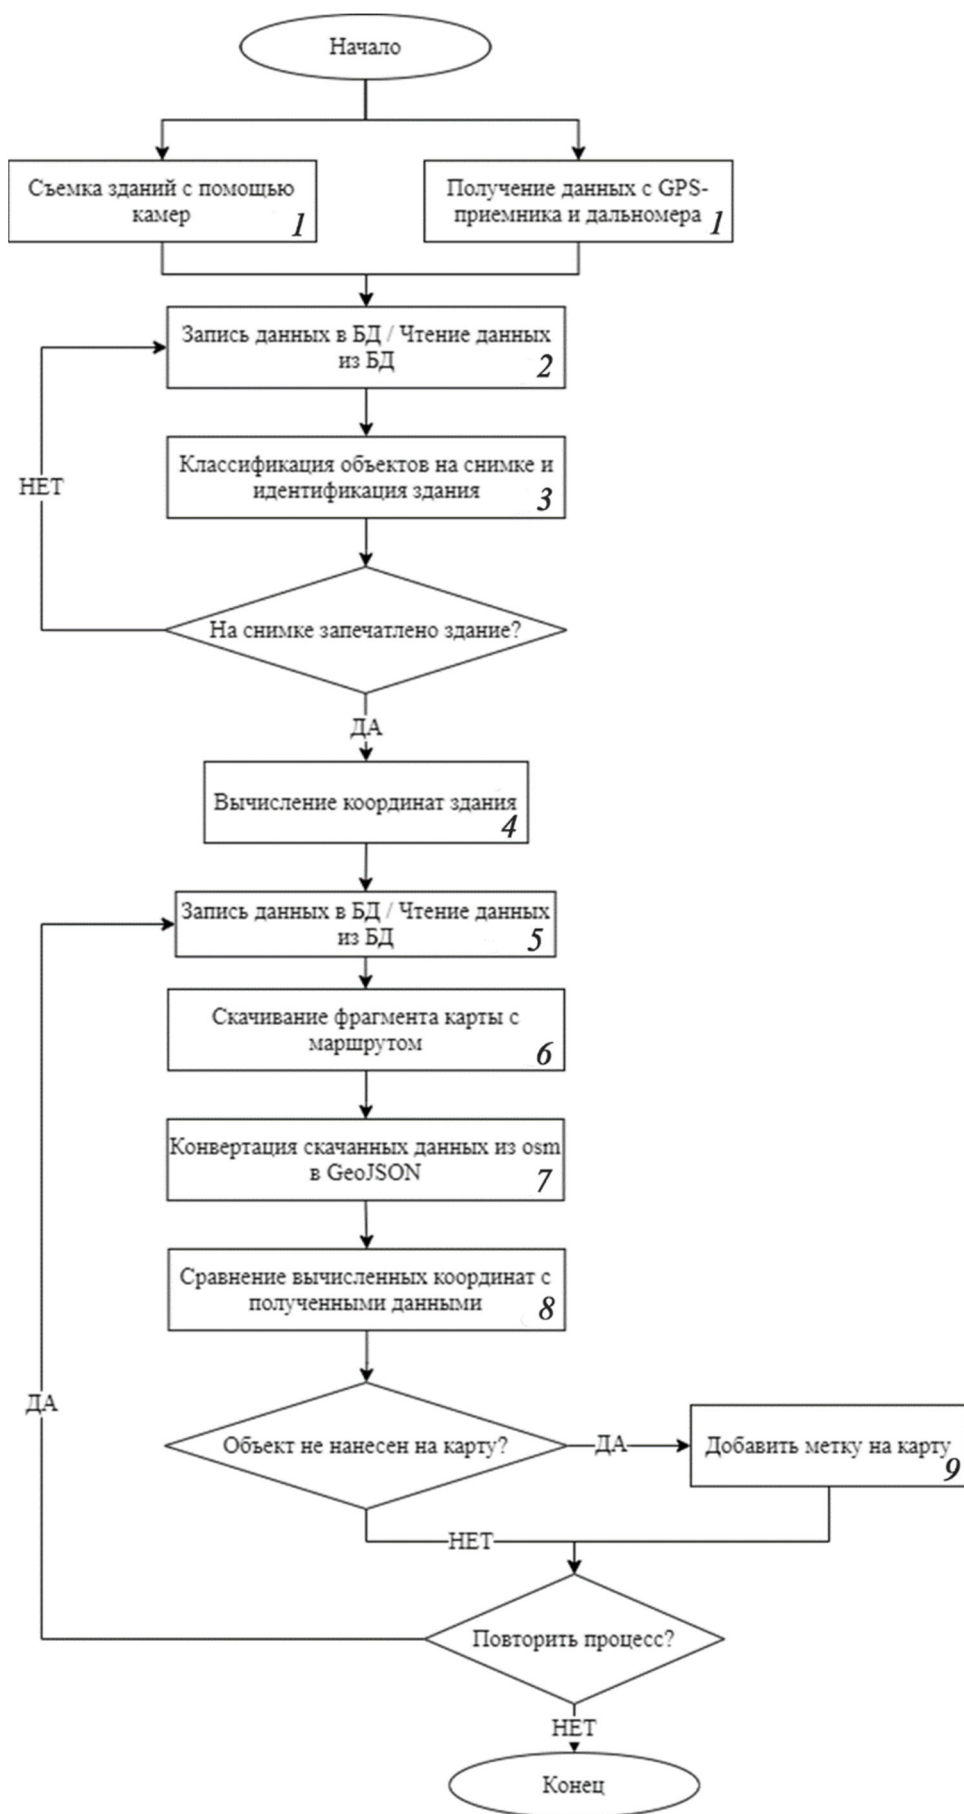 Начало
Съемка зданий с помощью
камер
1
Получение данных с GPS-
приемника и дальномера
1
Запись данных в БД / Чтение данных
из БД
2
Классификация объектов на снимке и
идентификация здания
3
НЕТ
На снимке запечатлено здание?
ДА
Вычисление координат здания
4
Запись данных в БД / Чтение данных
из БД
5
Скачивание фрагмента карты с
маршрутом
6
Конвертация скачанных данных из osm
в GeoJSON
7
Сравнение вычисленных координат с
полученными данными
8
ДА
Объект не нанесен на карту?
ДА
Добавить метку на карту
9
НЕТ
Повторить процесс?
НЕТ
Конец